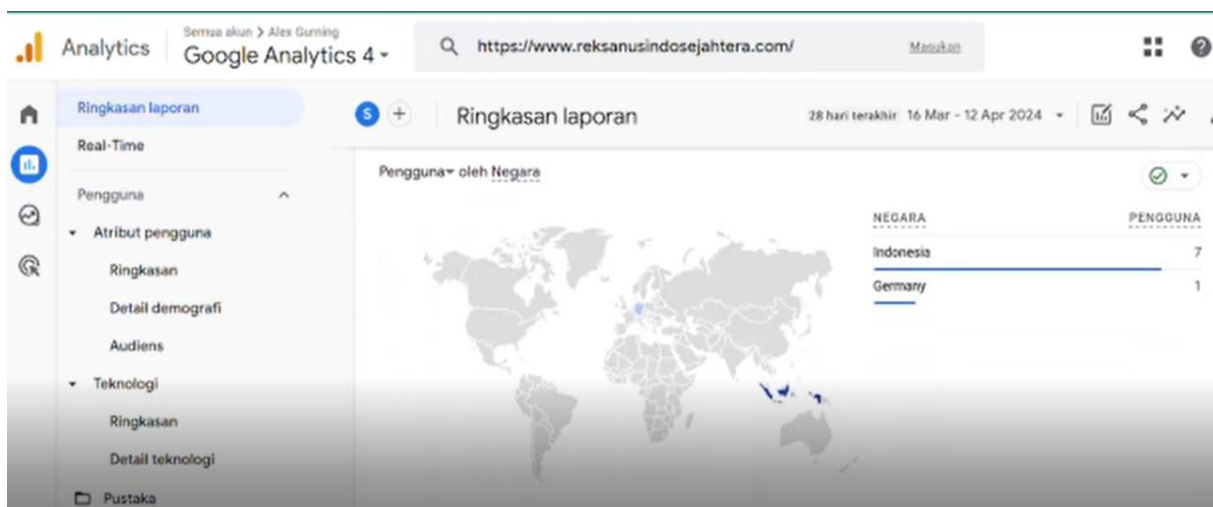 Analytics
Semua akun > Alex Gurning
Google Analytics 4
https://www.reksanusindosejahtera.com/
Masukan
Ringkasan laporan
Real-Time
Pengguna
Atribut pengguna
Ringkasan
Detail demografi
Audiens
Teknologi
Ringkasan
Detail teknologi
Pustaka
S
Ringkasan laporan
28 hari terakhir 16 Mar - 12 Apr 2024
Pengguna oleh Negara
NEGARA PENGGUNA
Indonesia 7
Germany 1